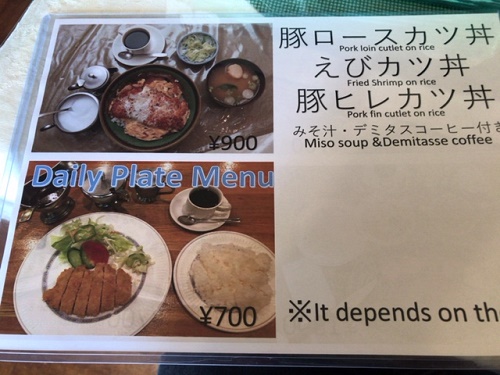 豚ロースカツ丼
Pork loin cutlet on rice
えびカツ丼
Fried Shrimp on rice
豚ヒレカツ丼
Pork fin cutlet on rice
みそ汁・デミタスコーヒー付き
Miso soup &Demitasse coffee
¥900
Daily Plate Menu
¥700
※It depends on the